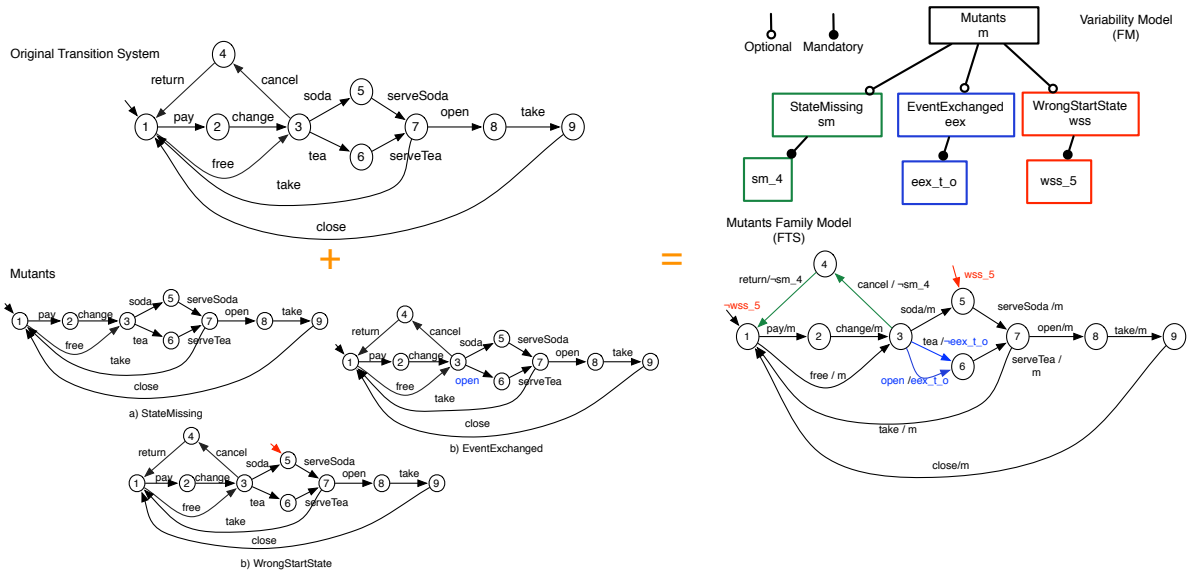 Original Transition System
4
return
cancel
1
pay
2
change
3
soda
5
serveSoda
tea
6
serveTea
7
open
8
take
9
free
take
close
+
Mutants
1
pay
2
change
3
soda
5
serveSoda
tea
6
serveTea
7
open
8
take
9
free
take
close
a) StateMissing
4
return
cancel
1
pay
2
change
3
soda
5
serveSoda
open
6
serveTea
7
open
8
take
9
free
take
close
b) EventExchanged
4
return
cancel
1
pay
2
change
3
soda
5
serveSoda
tea
6
serveTea
7
open
8
take
9
free
take
close
b) WrongStartState
=
Optional
Mandatory
Mutants
m
Variability Model
(FM)
StateMissing
sm
EventExchanged
eex
WrongStartState
wss
sm_4
eex_t_o
wss_5
Mutants Family Model
(FTS)
4
return/¬sm_4
cancel / ¬sm_4
wss_5
¬wss_5
1
pay/m
2
change/m
3
soda/m
5
serveSoda /m
tea /¬eex_t_o
open /eex_t_o
6
serveTea /
m
7
open/m
8
take/m
9
free / m
take / m
close/m